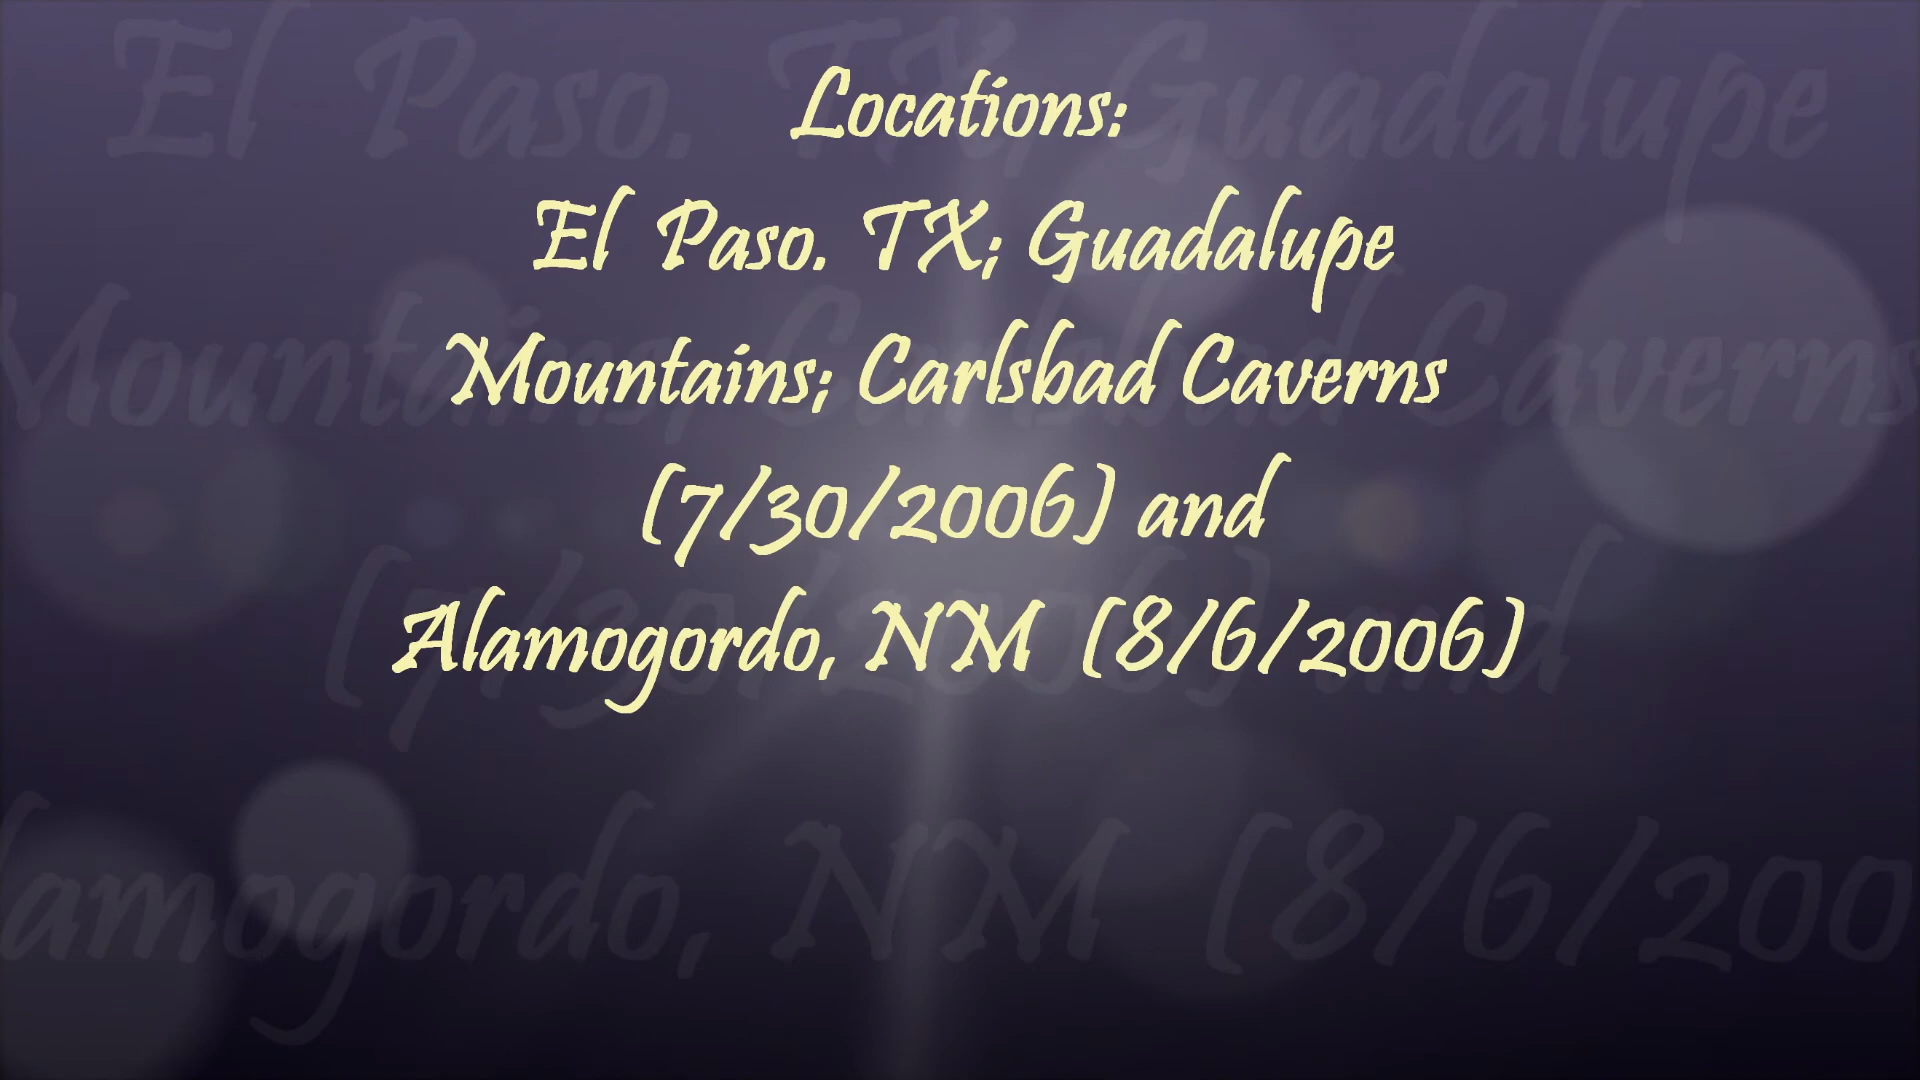 Locations:
El Paso. TX; Guadalupe
Mountains; Carlsbad Caverns
(7/30/2006) and
Alamogordo, NM (8/6/2006)